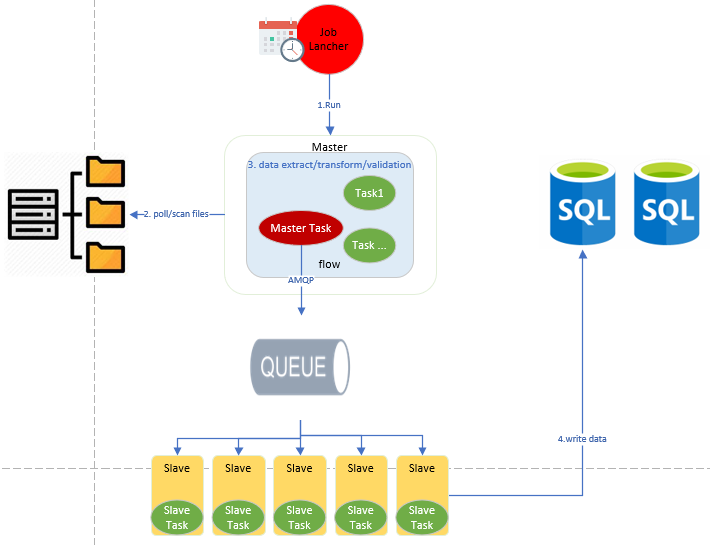 Job
Lancher
1.Run
Master
3. data extract/transform/validation
Task1
2. poll/scan files
Master Task
Task ...
flow
AMQP
SQL
SQL
QUEUE
4.write data
Slave
Slave
Slave
Slave
Slave
Slave
Task
Slave
Task
Slave
Task
Slave
Task
Slave
Task